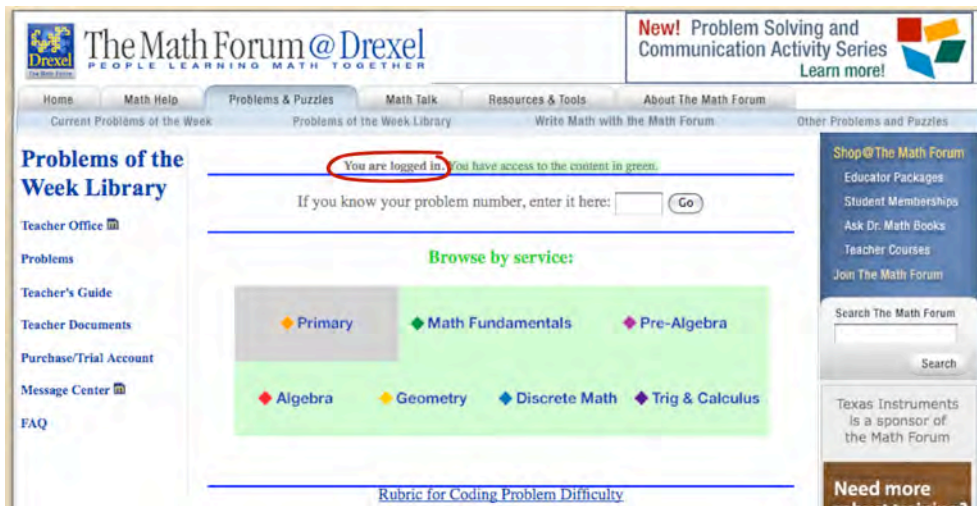 Drexel
The Math Forum
The Math Forum @ Drexel
PEOPLE LEARNING MATH TOGETHER
New! Problem Solving and
Communication Activity Series
Learn more!
Home Math Help Problems & Puzzles Math Talk Resources & Tools About The Math Forum
Current Problems of the Week Problems of the Week Library Write Math with the Math Forum Other Problems and Puzzles
Problems of the
Week Library
Teacher Office
Problems
Teacher's Guide
Teacher Documents
Purchase/Trial Account
Message Center
FAQ
You are logged in. You have access to the content in green.
If you know your problem number, enter it here: Go
Browse by service:
Primary Math Fundamentals Pre-Algebra
Algebra Geometry Discrete Math Trig & Calculus
Rubric for Coding Problem Difficulty
Shop@The Math Forum
Educator Packages
Student Memberships
Ask Dr. Math Books
Teacher Courses
Join The Math Forum
Search The Math Forum
Search
Texas Instruments
is a sponsor of
the Math Forum
Need more